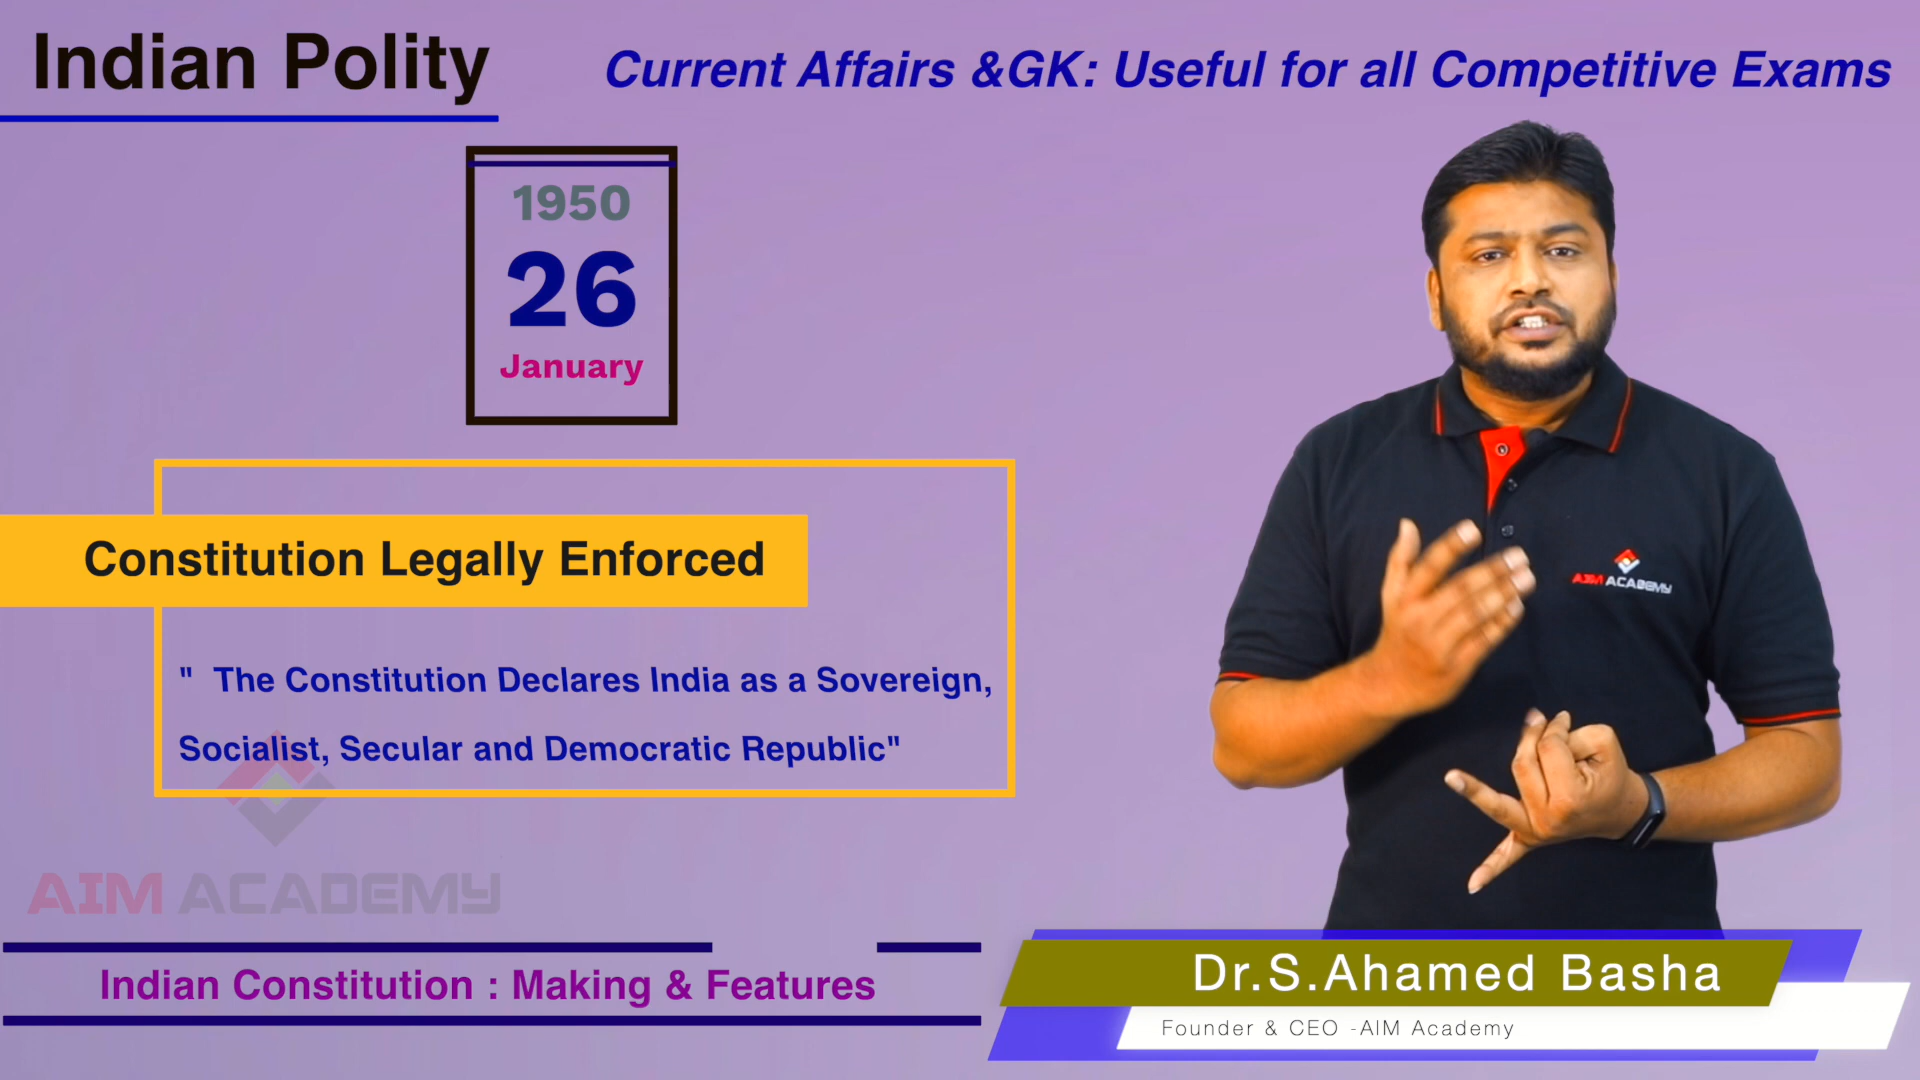 Indian Polity
Current Affairs &GK: Useful for all Competitive Exams
1950
26
January
Constitution Legally Enforced
" The Constitution Declares India as a Sovereign,
Socialist, Secular and Democratic Republic"
AIM ACADEMY
AIM ACADEMY
Indian Constitution : Making & Features
Dr.S.Ahamed Basha
Founder & CEO -AIM Academy